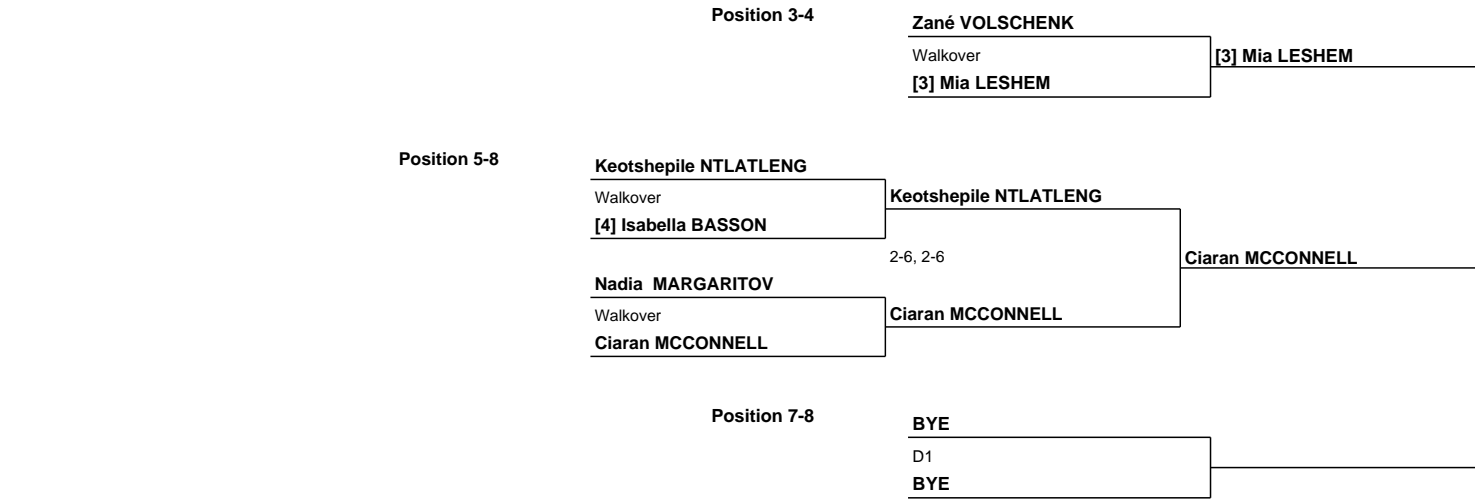 Position 3-4
Zané VOLSCHENK
Walkover
[3] Mia LESHEM
[3] Mia LESHEM
Position 5-8
Keotshepile NTLATLENG
Walkover
Keotshepile NTLATLENG
[4] Isabella BASSON
2-6, 2-6
Ciaran MCCONNELL
Nadia  MARGARITOV
Walkover
Ciaran MCCONNELL
Ciaran MCCONNELL
Position 7-8
BYE
D1
BYE